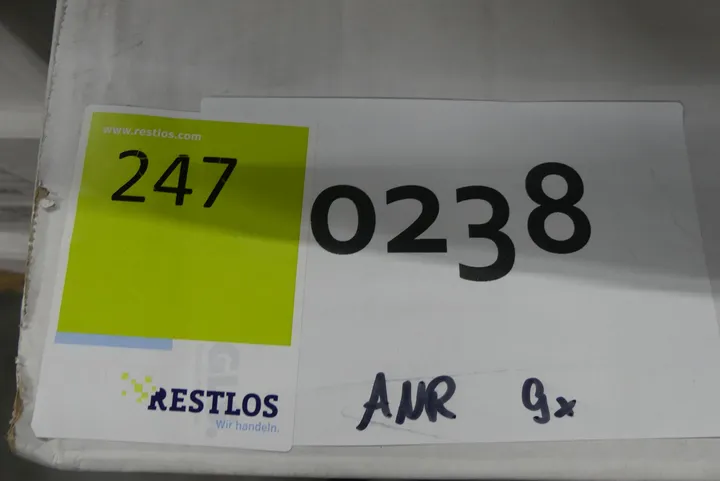 www.restlos.com
247
0238
RESTLOS
Wir handeln.
ANR 9x